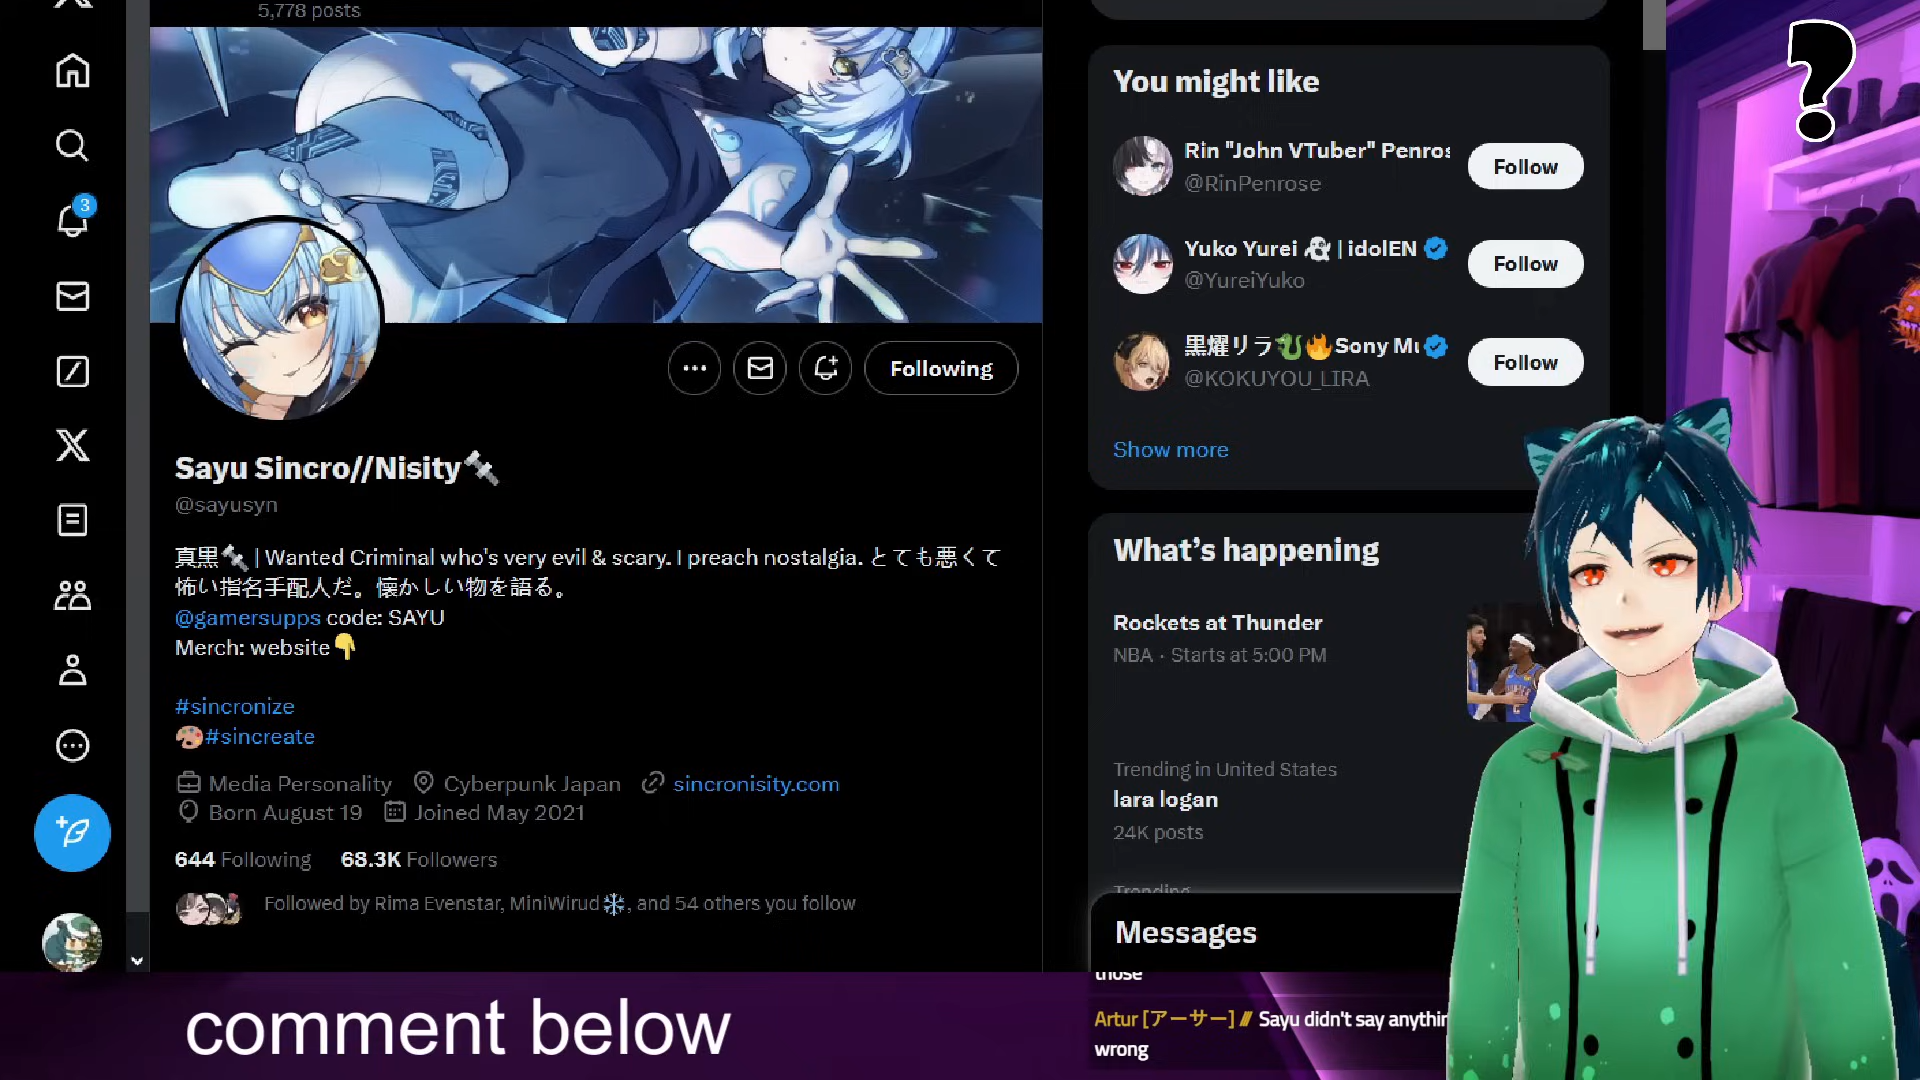 5,778 posts
3
Following
Sayu Sincro//Nisity
@sayusyn
真黒 | Wanted Criminal who's very evil & scary. I preach nostalgia. とても悪くて
怖い指名手配人だ。懐かしい物を語る。
@gamersupps code: SAYU
Merch: website👇
#sincronize
🎨#sincreate
Media Personality Cyberpunk Japan sincronisity.com
Born August 19 Joined May 2021
644 Following 68.3K Followers
Followed by Rima Evenstar, MiniWirud❄, and 54 others you follow
You might like
Rin "John VTuber" Penros
@RinPenrose
Follow
Yuko Yurei 👻 | idolEN
@YureiYuko
Follow
黒燿リラ🐉🔥Sony Mu
@KOKUYOU_LIRA
Follow
Show more
What's happening
Rockets at Thunder
NBA · Starts at 5:00 PM
Trending in United States
lara logan
24K posts
Trending
Messages
those
Artur [アーサー] // Sayu didn't say anythin
wrong
comment below
?